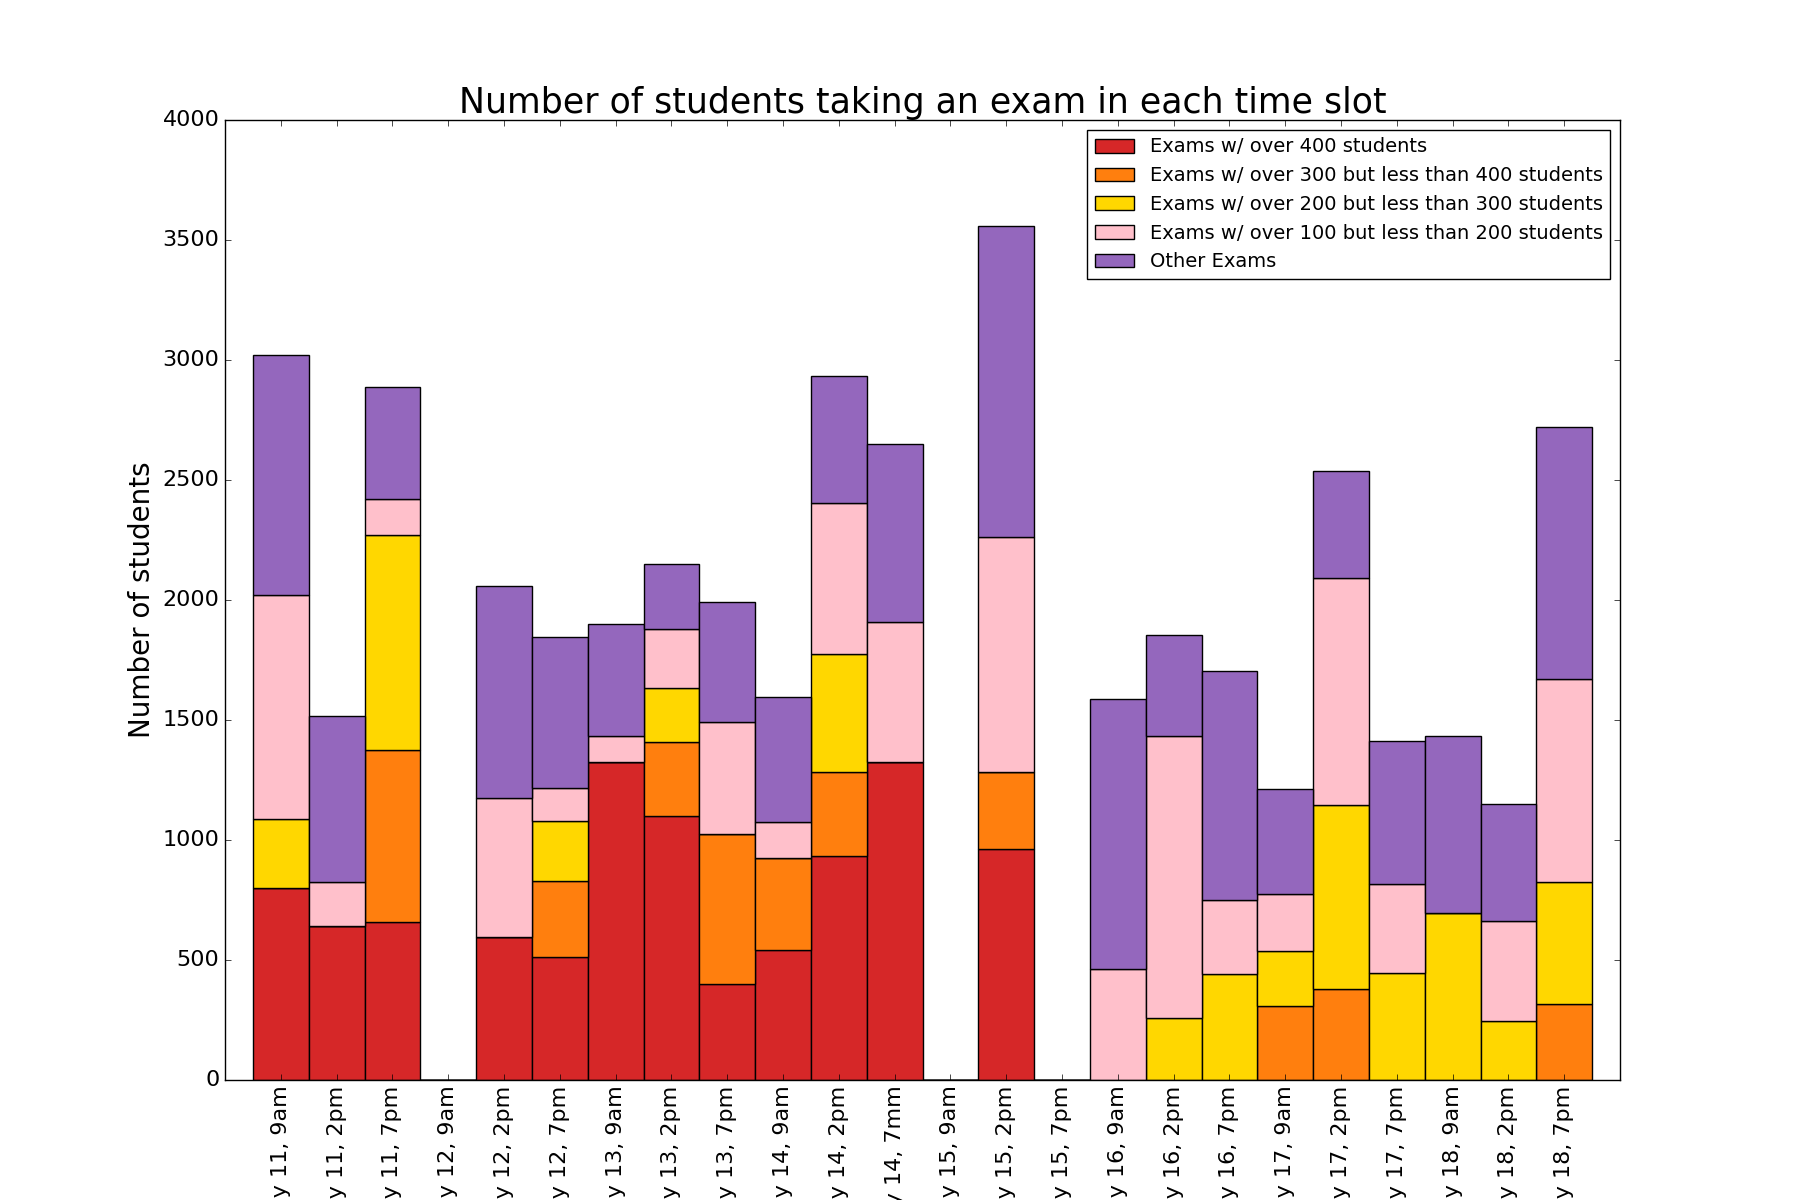 Number of students taking an exam in each time slot
Number of students
4000
3500
3000
2500
2000
1500
1000
500
0
Exams w/ over 400 students
Exams w/ over 300 but less than 400 students
Exams w/ over 200 but less than 300 students
Exams w/ over 100 but less than 200 students
Other Exams
y 11, 9am
y 11, 2pm
y 11, 7pm
y 12, 9am
y 12, 2pm
y 12, 7pm
y 13, 9am
y 13, 2pm
y 13, 7pm
y 14, 9am
y 14, 2pm
y 14, 7mm
y 15, 9am
y 15, 2pm
y 15, 7pm
y 16, 9am
y 16, 2pm
y 16, 7pm
y 17, 9am
y 17, 2pm
y 17, 7pm
y 18, 9am
y 18, 2pm
y 18, 7pm